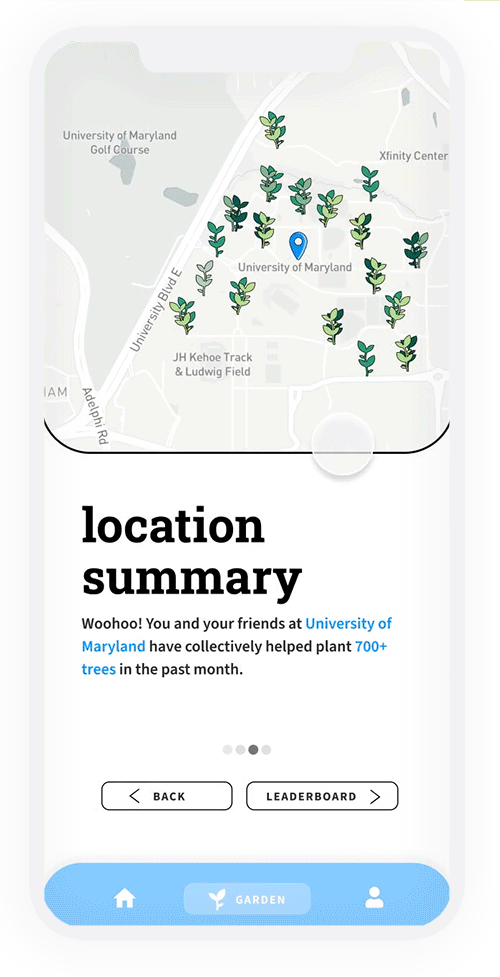 University of Maryland
Golf Course
Xfinity Center
University of Maryland
University Blvd E
JH Kehoe Track
& Ludwig Field
HAM
Adelphi Rd
location
summary
Woohoo! You and your friends at University of
Maryland have collectively helped plant 700+
trees in the past month.
BACK
LEADERBOARD
GARDEN